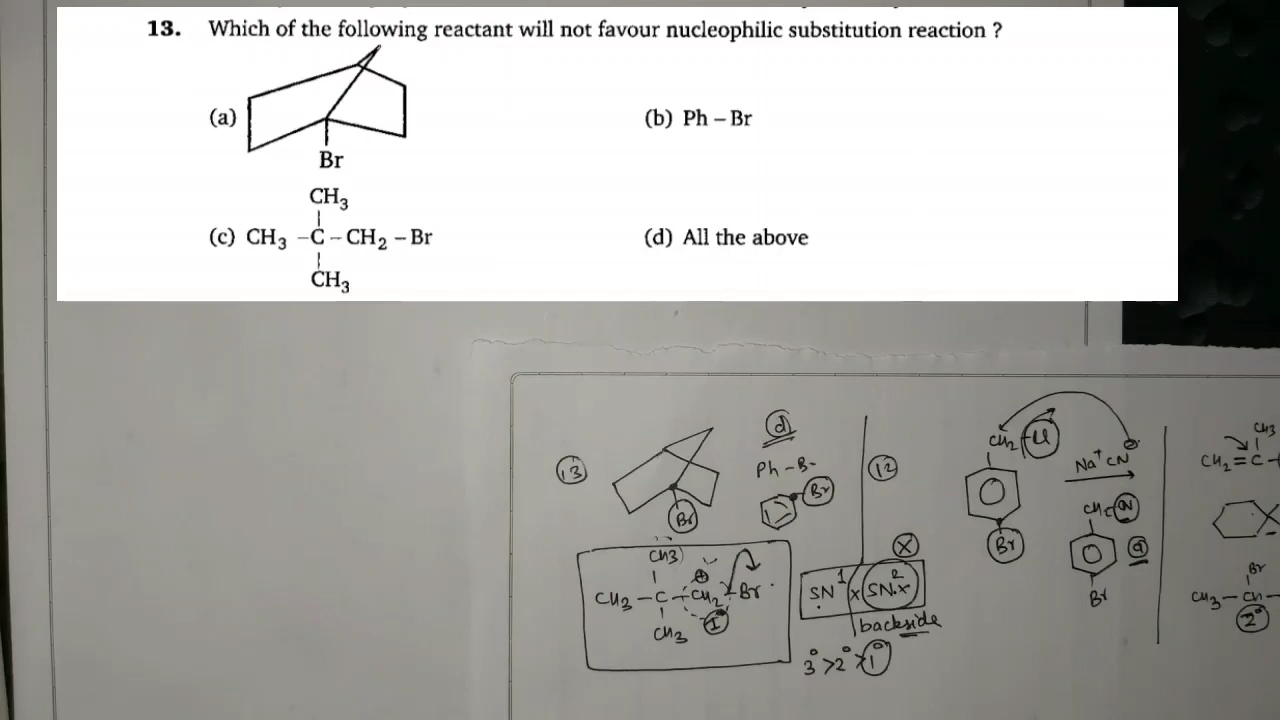 13. Which of the following reactant will not favour nucleophilic substitution reaction ?
(a)
Br
(b) Ph – Br
CH3
(c) CH3 – C – CH2 – Br
CH3
(d) All the above
13
Br
d
Ph – Br
Br
CH3
CH3 – C – CH2 – Br
⊕
CH3
1°
12
X
SN1 x SN2 x
backside
3° > 2° > 1°
CH2
Br
Na+ CN
CN
Br
a
CH3
CH2 = C –
Br
CH3 – CH –
2°